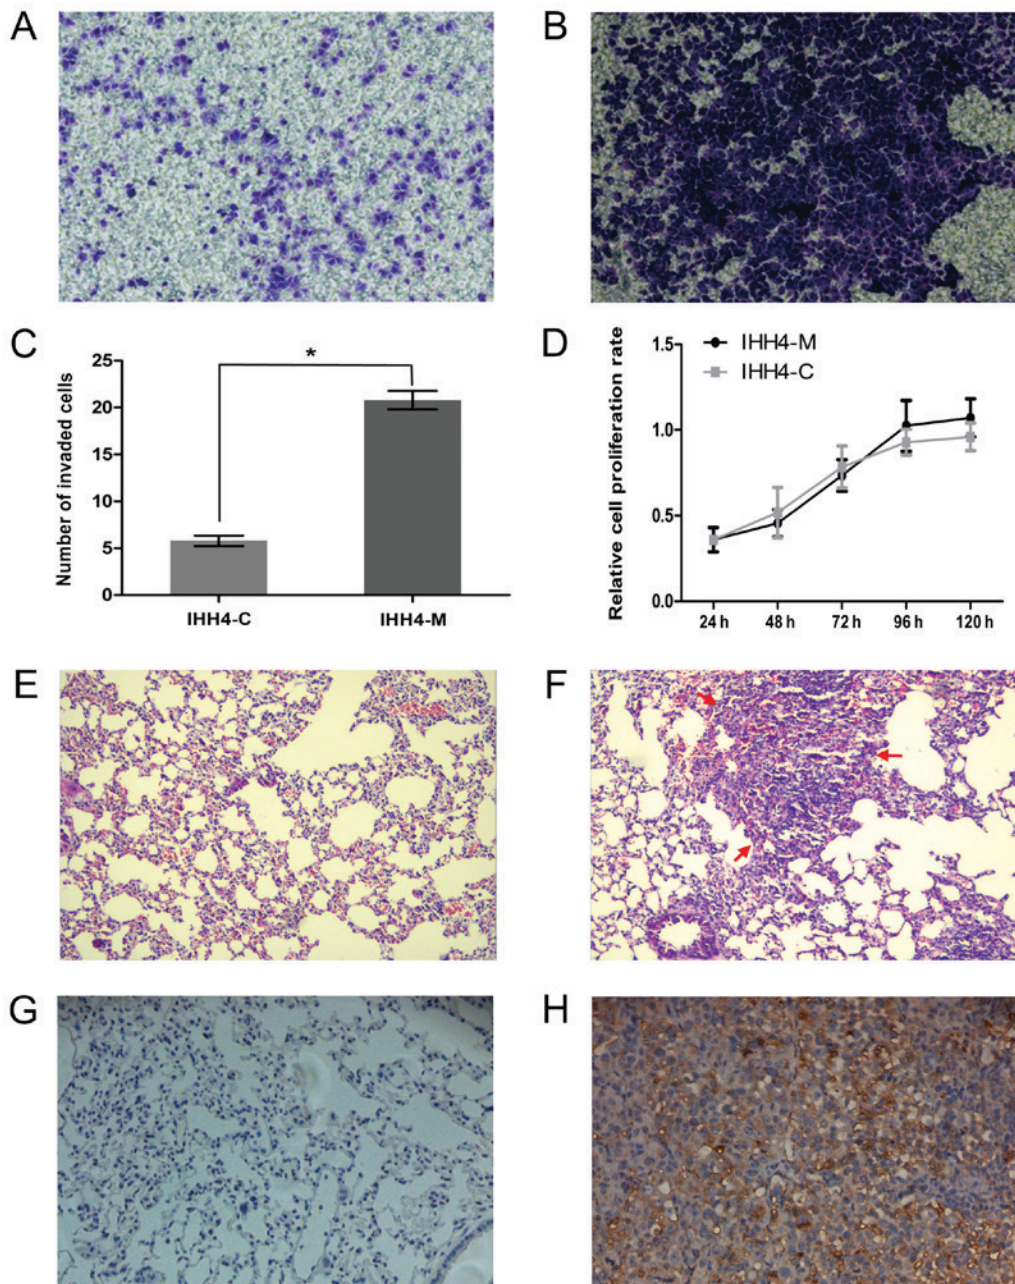 A
B
C
Number of invaded cells
25
20
15
10
5
0
*
IHH4-C
IHH4-M
D
Relative cell proliferation rate
1.5
1.0
0.5
0.0
IHH4-M
IHH4-C
24 h
48 h
72 h
96 h
120 h
E
F
G
H